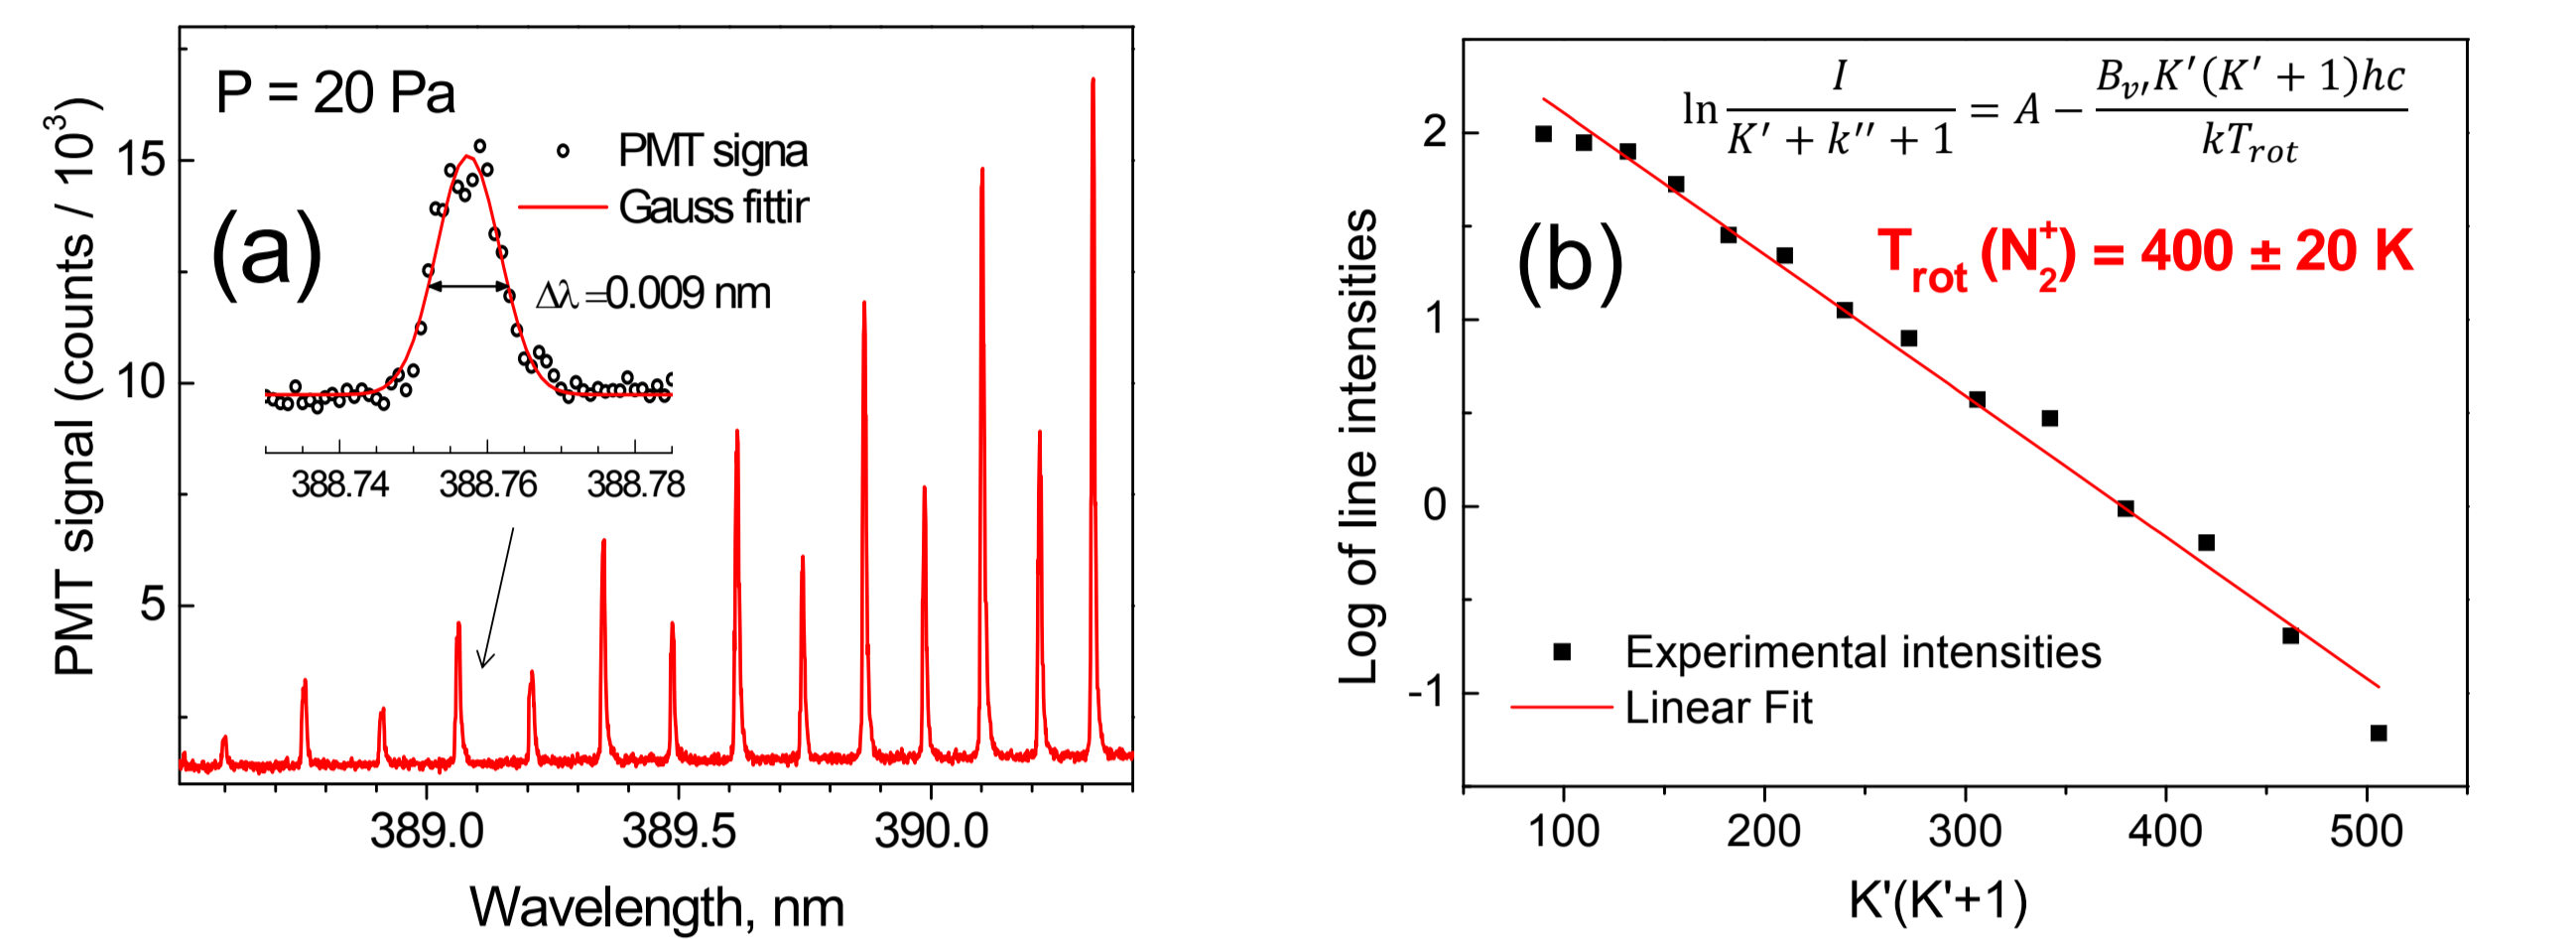 P = 20 Pa
(a)
PMT signa
Gauss fittir
Δλ =0.009 nm
388.74 388.76 388.78
15
10
5
PMT signal (counts / 10³)
389.0 389.5 390.0
Wavelength, nm
ln I / (K′ + k′′ + 1) = A − B_v′ K′(K′ + 1)hc / kT_rot
(b)
T_rot (N₂⁺) = 400 ± 20 K
Experimental intensities
Linear Fit
2
1
0
-1
Log of line intensities
100 200 300 400 500
K'(K'+1)